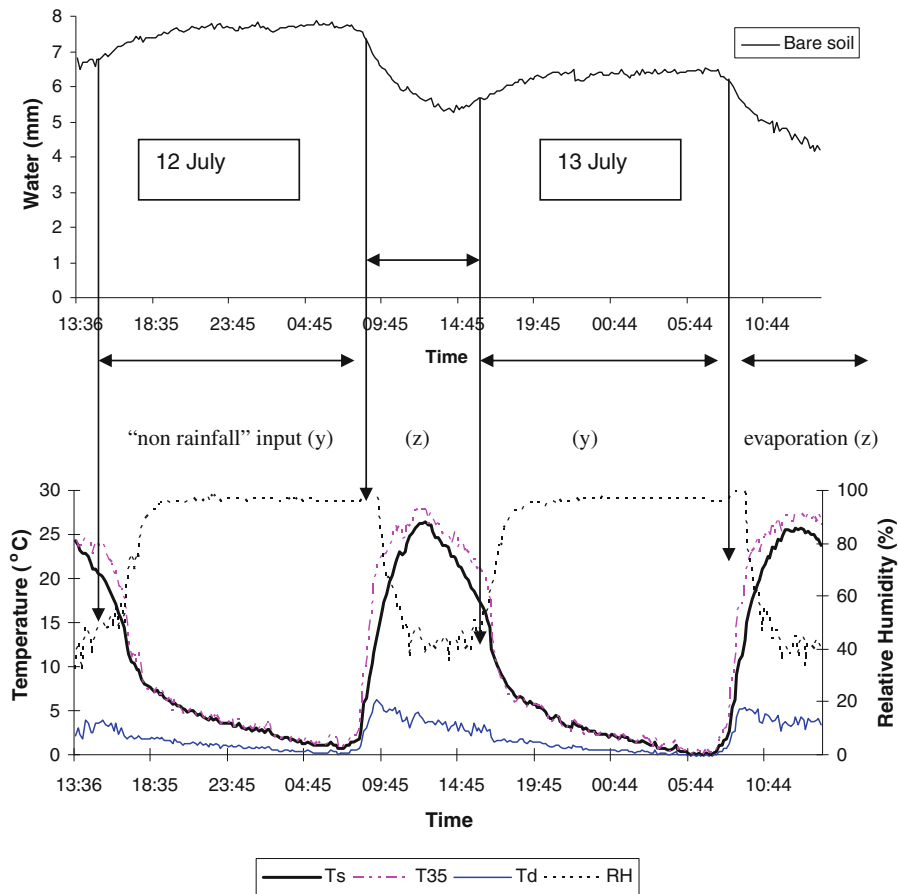 8
7
6
5
4
3
2
1
0
Water (mm)
Bare soil
12 July
13 July
13:36 18:35 23:45 04:45 09:45 14:45 19:45 00:44 05:44 10:44
Time
“non rainfall” input (y) (z) (y) evaporation (z)
30
25
20
15
10
5
0
Temperature (°C)
100
80
60
40
20
0
Relative Humidity (%)
13:36 18:35 23:45 04:45 09:45 14:45 19:45 00:44 05:44 10:44
Time
Ts T35 Td RH